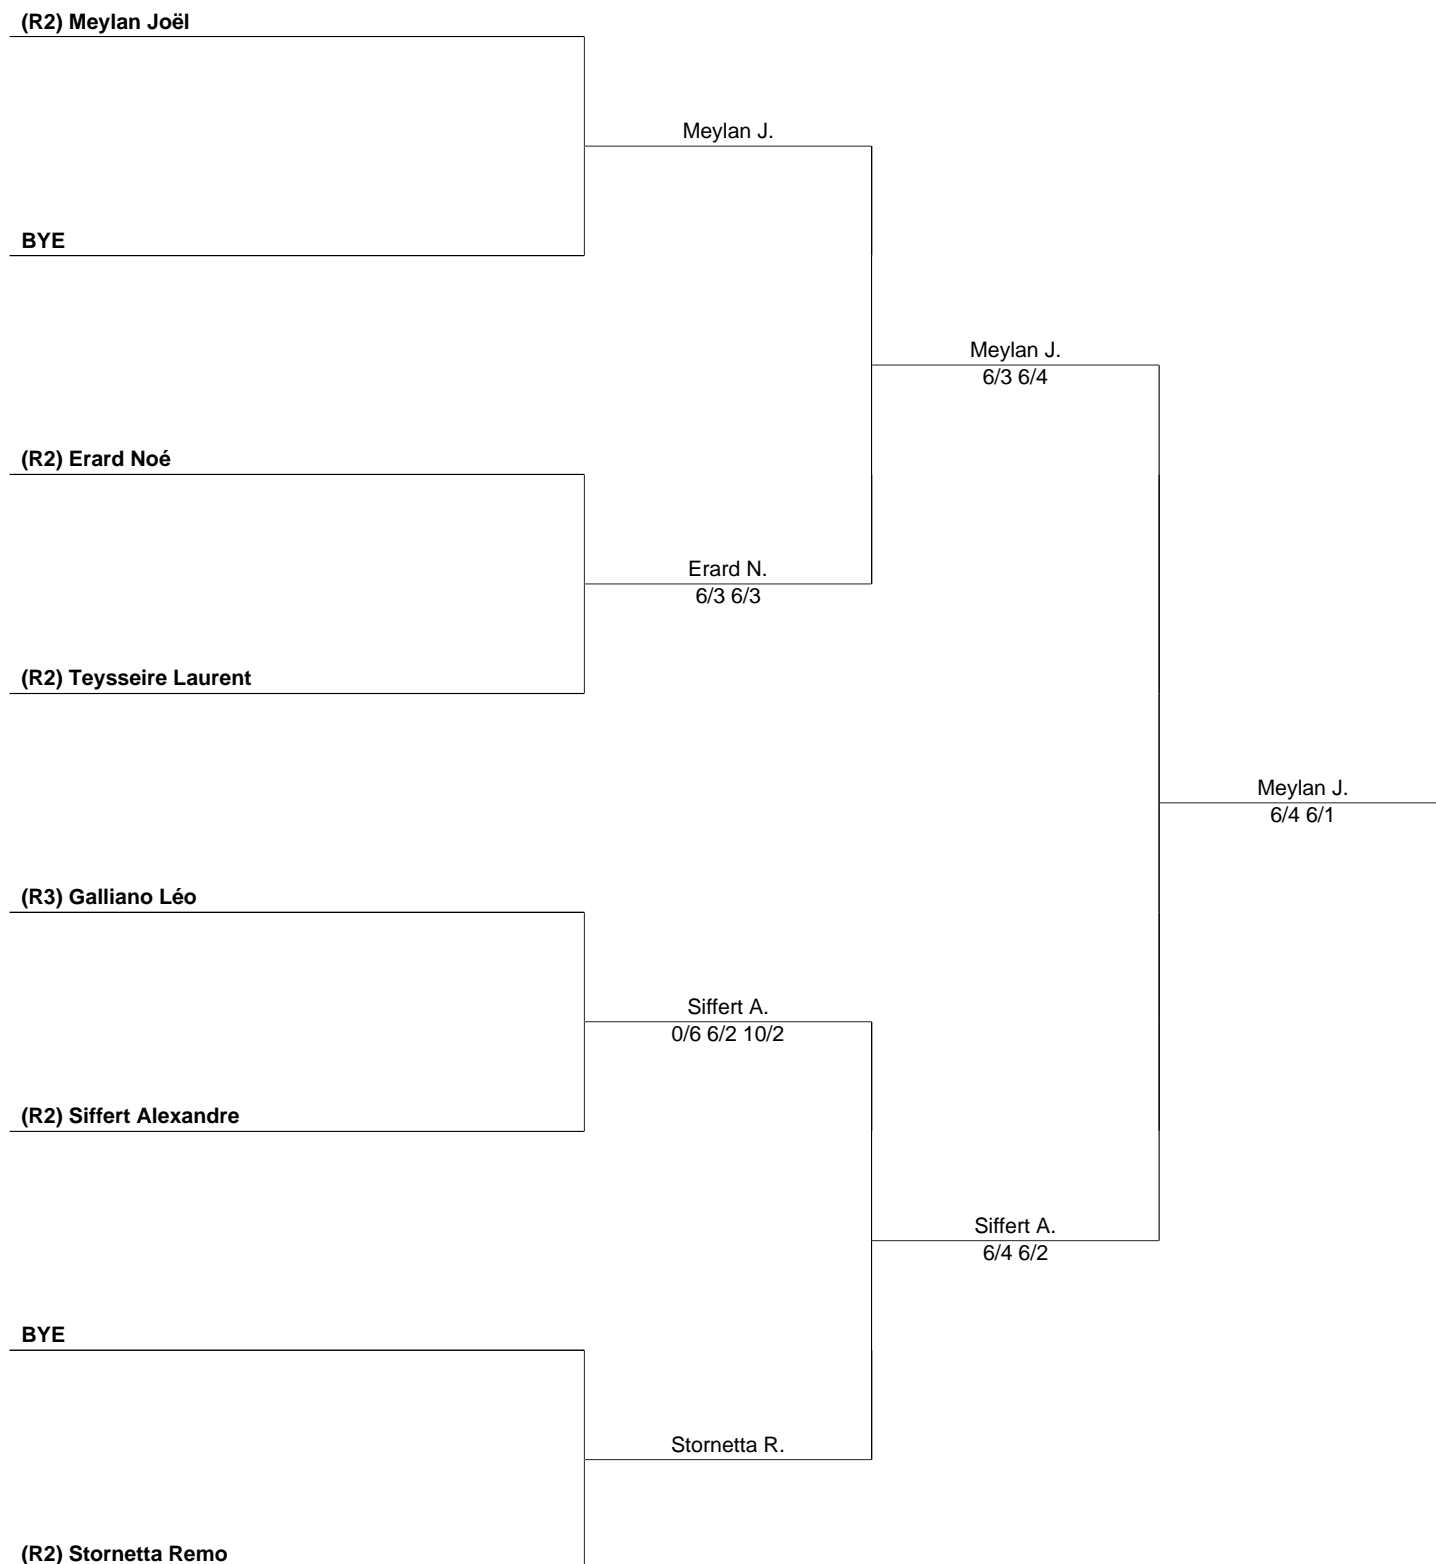 (R2) Meylan Joël
Meylan J.
BYE
Meylan J.
6/3 6/4
(R2) Erard Noé
Erard N.
6/3 6/3
(R2) Teysseire Laurent
Meylan J.
6/4 6/1
(R3) Galliano Léo
Siffert A.
0/6 6/2 10/2
(R2) Siffert Alexandre
Siffert A.
6/4 6/2
BYE
Stornetta R.
(R2) Stornetta Remo